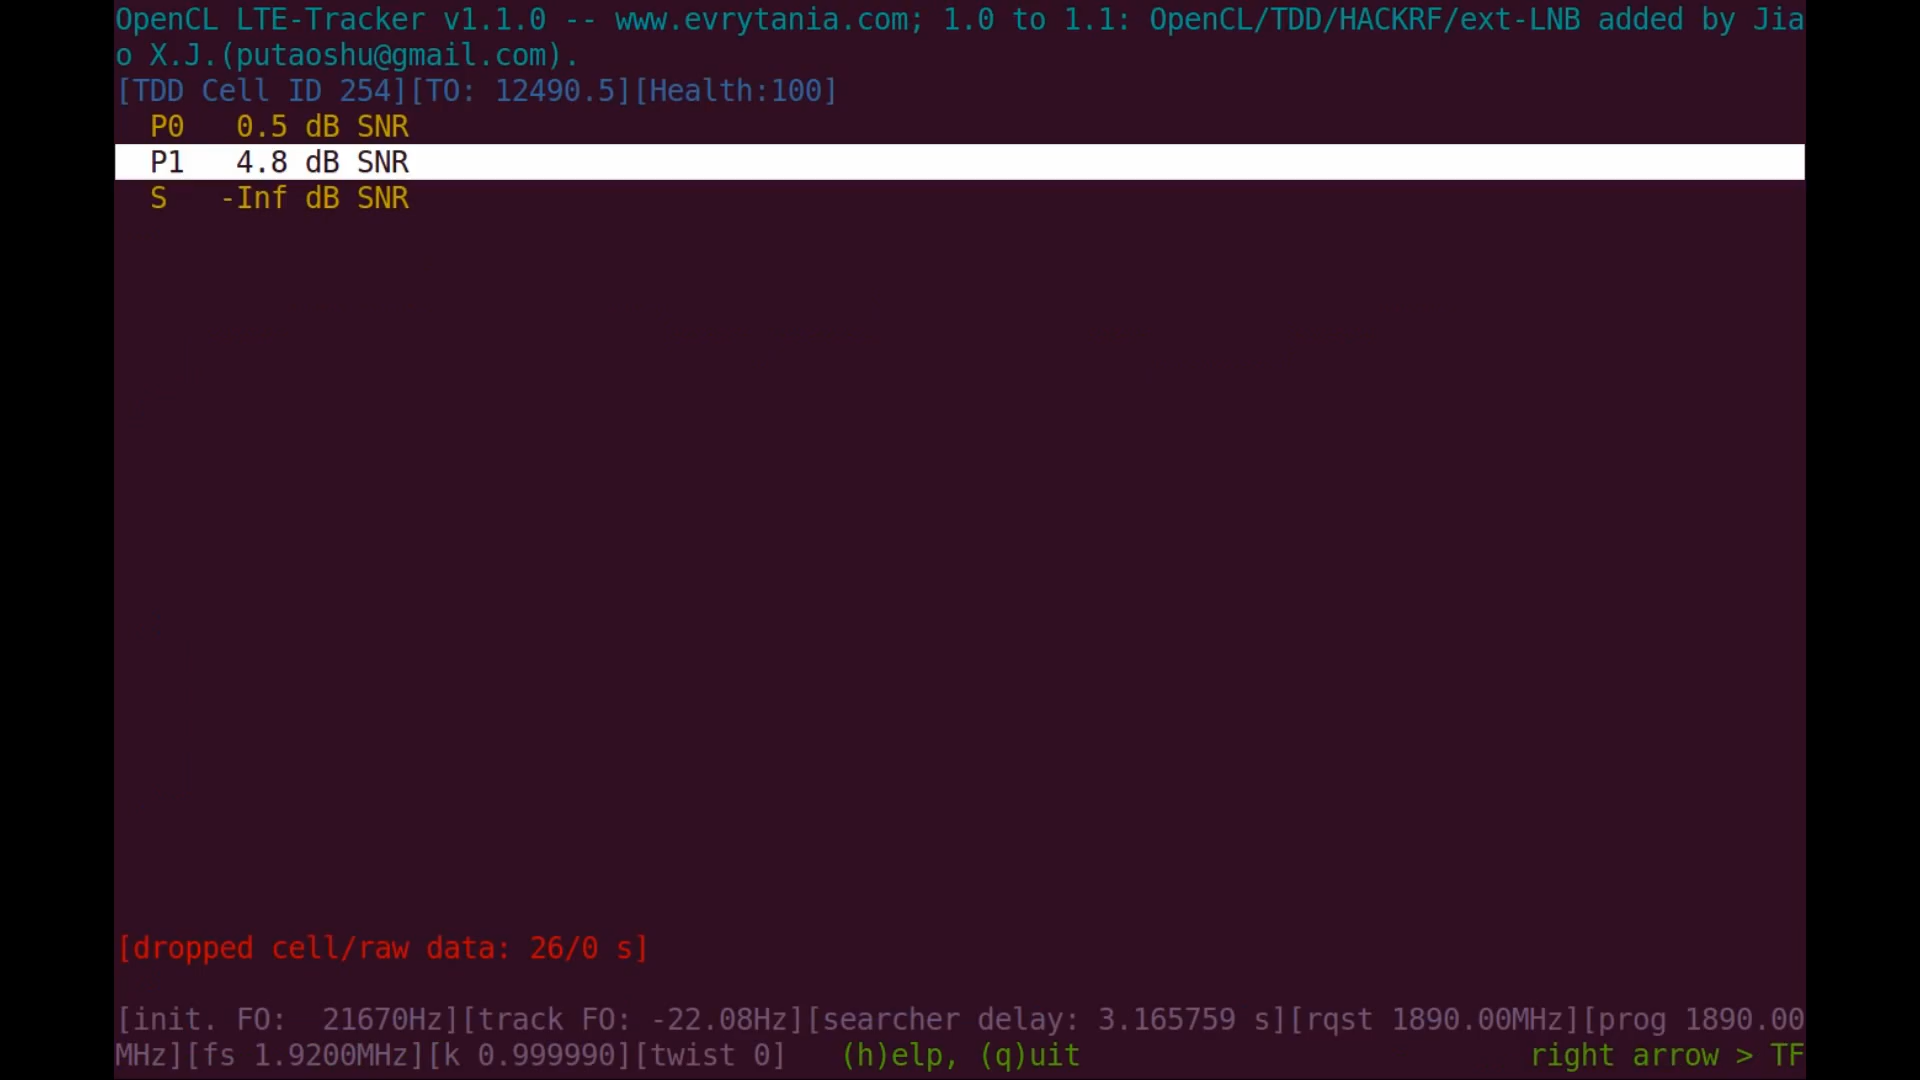 OpenCL LTE-Tracker v1.1.0 -- www.evrytania.com; 1.0 to 1.1: OpenCL/TDD/HACKRF/ext-LNB added by Jia
o X.J.(putaoshu@gmail.com).
[TDD Cell ID 254][TO: 12490.5][Health:100]
P0 0.5 dB SNR
P1 4.8 dB SNR
S -Inf dB SNR
[dropped cell/raw data: 26/0 s]
[init. FO: 21670Hz][track FO: -22.08Hz][searcher delay: 3.165759 s][rqst 1890.00MHz][prog 1890.00
MHz][fs 1.9200MHz][k 0.999990][twist 0] (h)elp, (q)uit right arrow > TF